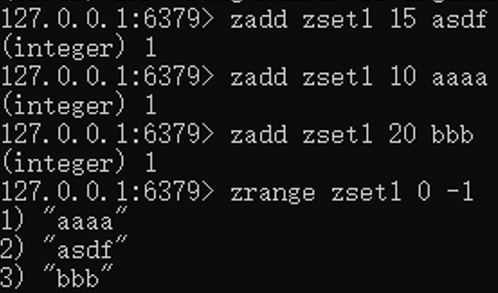 127.0.0.1:6379> zadd zset1 15 asdf
(integer) 1
127.0.0.1:6379> zadd zset1 10 aaaa
(integer) 1
127.0.0.1:6379> zadd zset1 20 bbb
(integer) 1
127.0.0.1:6379> zrange zset1 0 -1
1) "aaaa"
2) "asdf"
3) "bbb"